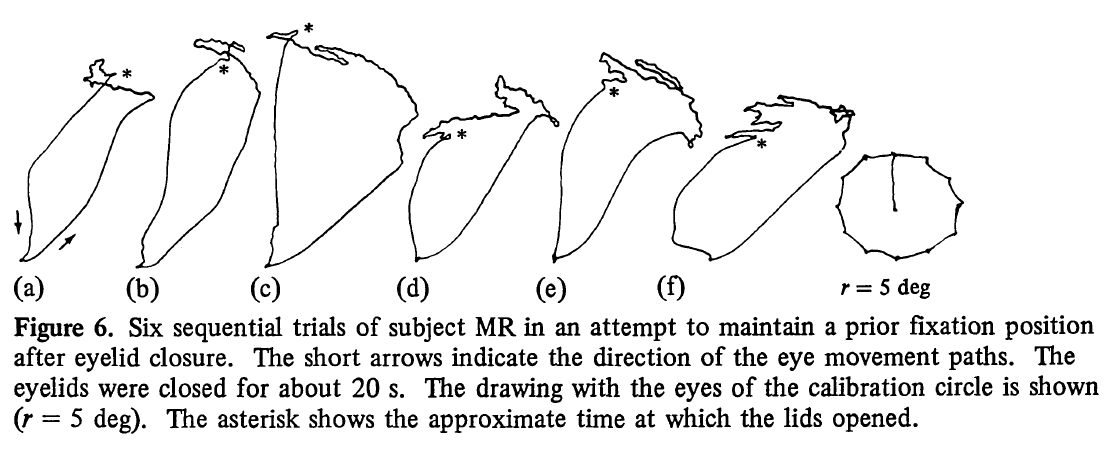 * * * * * *
(a) (b) (c) (d) (e) (f) r = 5 deg
Figure 6. Six sequential trials of subject MR in an attempt to maintain a prior fixation position
after eyelid closure. The short arrows indicate the direction of the eye movement paths. The
eyelids were closed for about 20 s. The drawing with the eyes of the calibration circle is shown
(r = 5 deg). The asterisk shows the approximate time at which the lids opened.